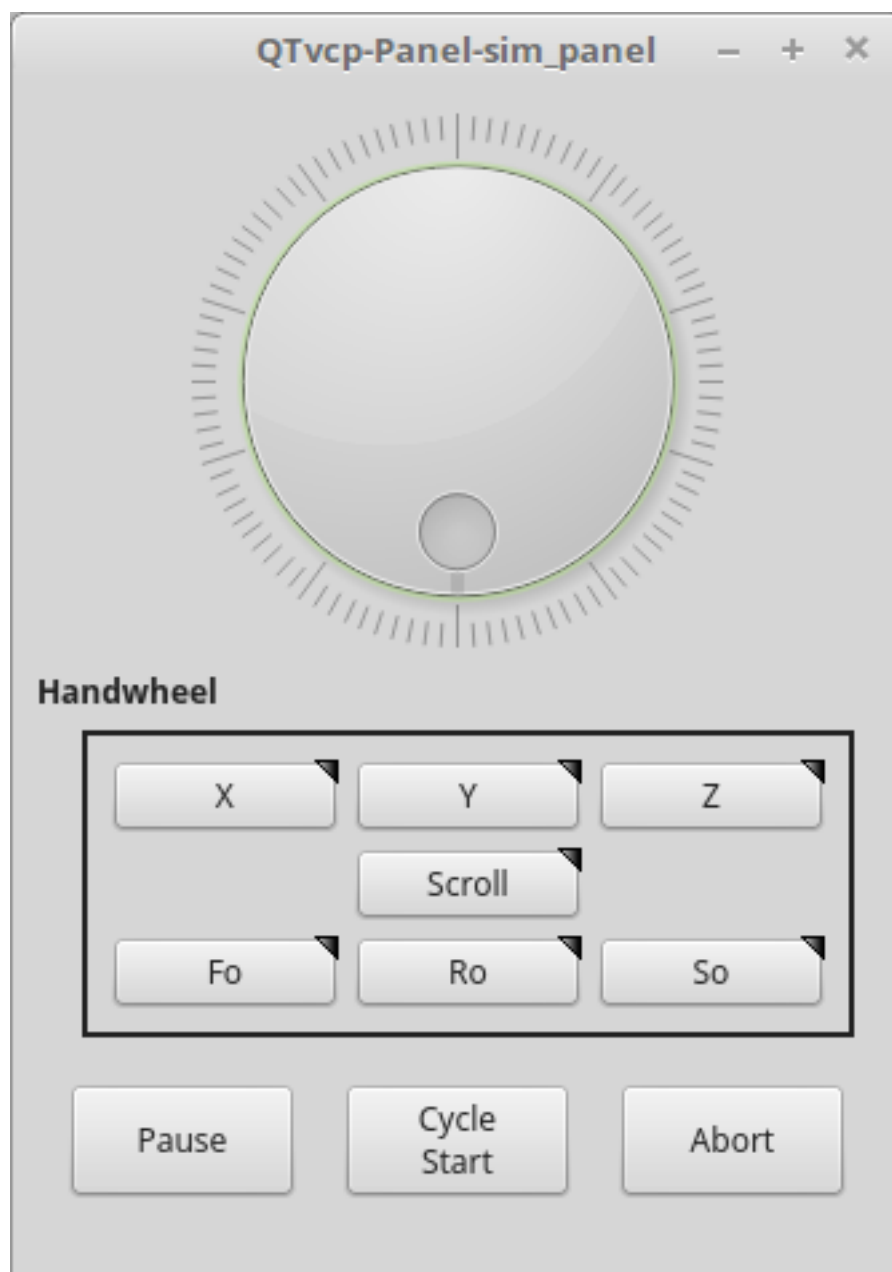 QTvcp-Panel-sim_panel
Handwheel
X Y Z
Scroll
Fo Ro So
Pause Cycle Start Abort